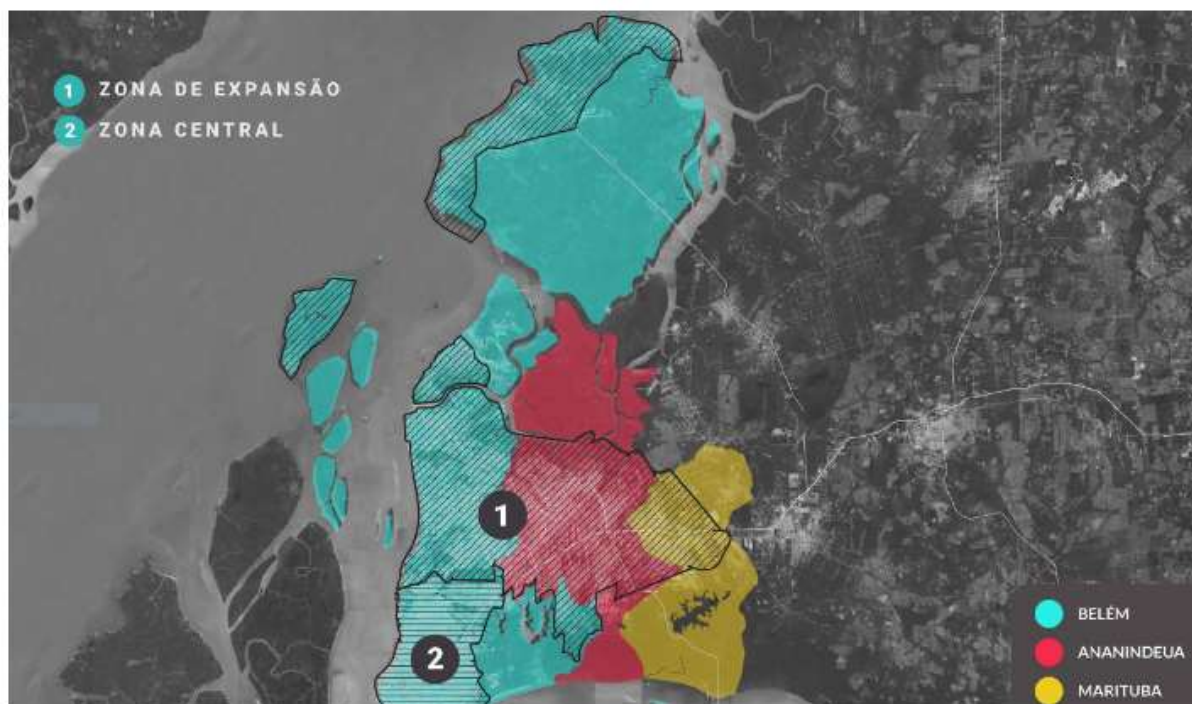 1 ZONA DE EXPANSÃO
2 ZONA CENTRAL
1
2
BELÉM
ANANINDEUA
MARITUBA